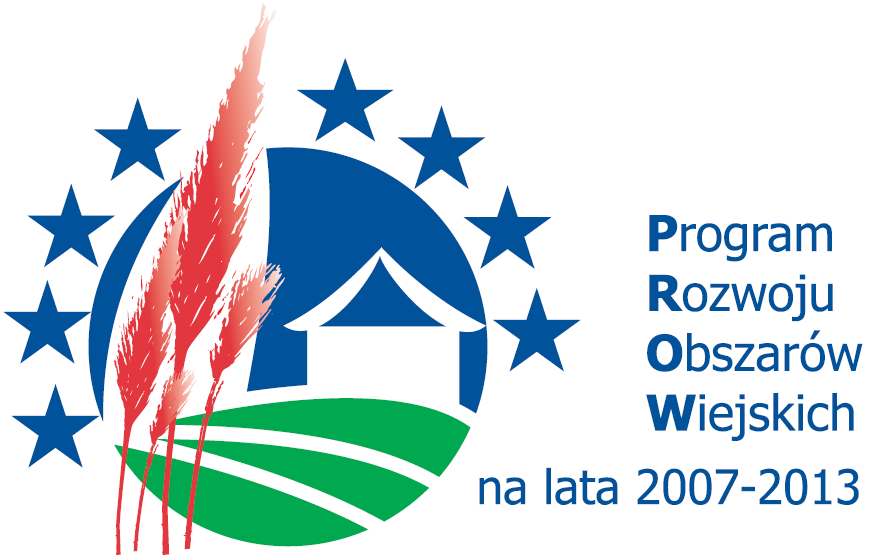 Program
Rozwoju
Obszarów
Wiejskich
na lata 2007-2013